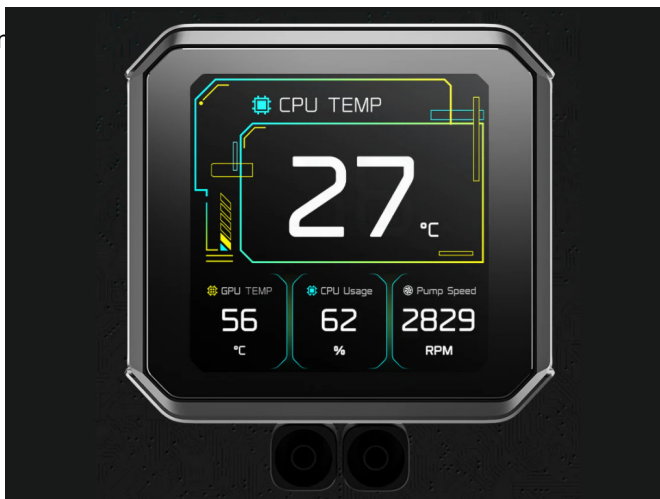 CPU TEMP
27
°C
GPU TEMP
CPU Usage
Pump Speed
56
62
2829
°C
%
RPM